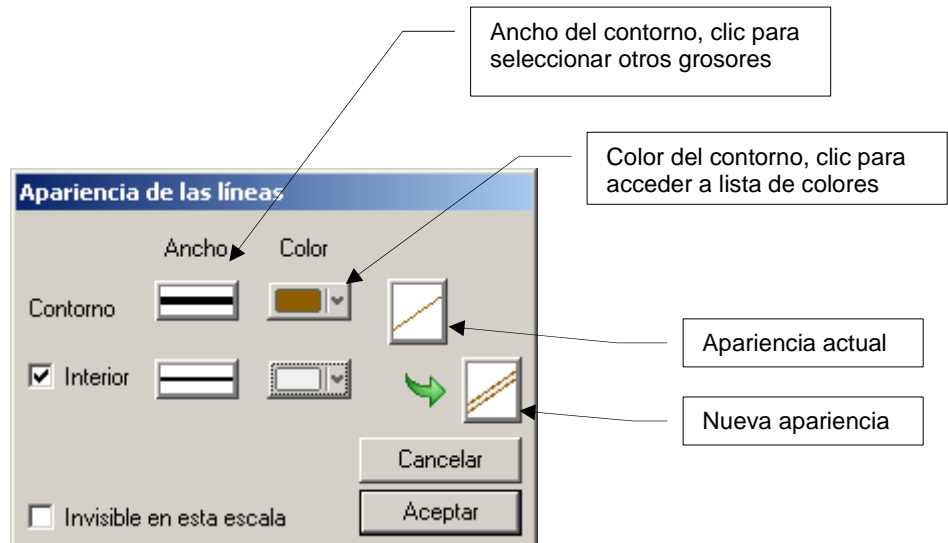 Ancho del contorno, clic para
seleccionar otros grosores
Color del contorno, clic para
acceder a lista de colores
Apariencia de las líneas
Ancho Color
Contorno
Apariencia actual
Interior
Nueva apariencia
Cancelar
Invisible en esta escala
Aceptar